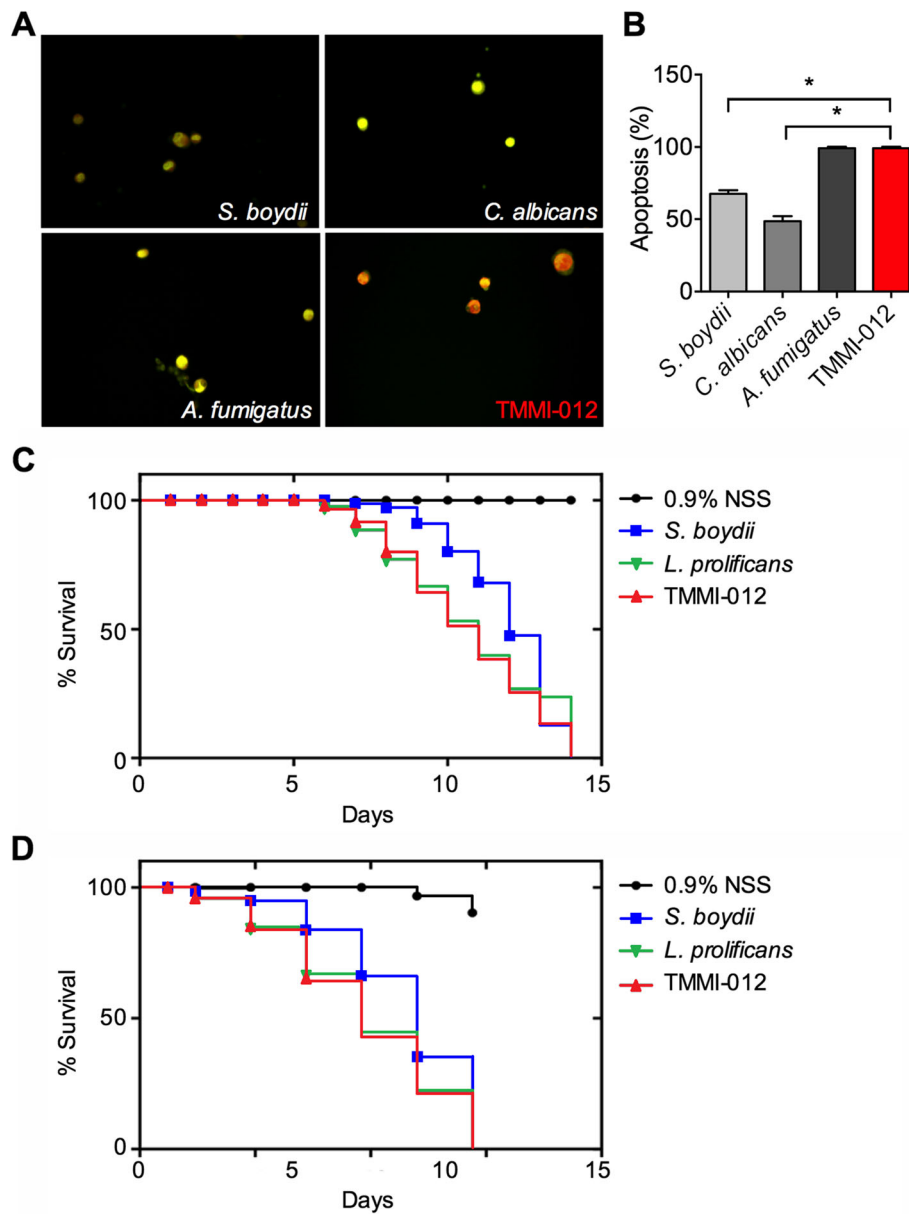 A
S. boydii
C. albicans
A. fumigatus
TMMI-012
B
Apoptosis (%)
150
100
50
0
*
*
S. boydii
C. albicans
A. fumigatus
TMMI-012
C
% Survival
100
50
0
0
5
10
15
Days
0.9% NSS
S. boydii
L. prolificans
TMMI-012
D
% Survival
100
50
0
0
5
10
15
Days
0.9% NSS
S. boydii
L. prolificans
TMMI-012